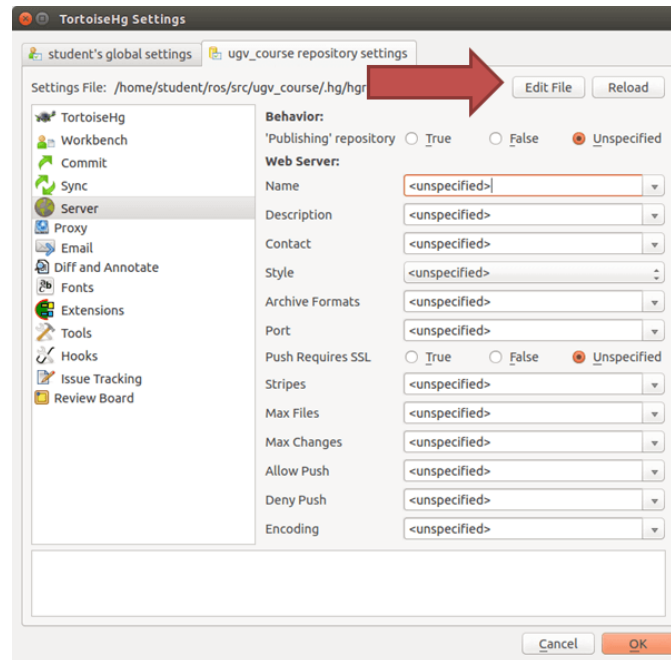 TortoiseHg Settings
student's global settings ugv_course repository settings
Settings File: /home/student/ros/src/ugv_course/.hg/hgr Edit File Reload
TortoiseHg
Workbench
Commit
Sync
Server
Proxy
Email
Diff and Annotate
Fonts
Extensions
Tools
Hooks
Issue Tracking
Review Board
Behavior:
'Publishing' repository True False Unspecified
Web Server:
Name <unspecified>
Description <unspecified>
Contact <unspecified>
Style <unspecified>
Archive Formats <unspecified>
Port <unspecified>
Push Requires SSL True False Unspecified
Stripes <unspecified>
Max Files <unspecified>
Max Changes <unspecified>
Allow Push <unspecified>
Deny Push <unspecified>
Encoding <unspecified>
Cancel OK